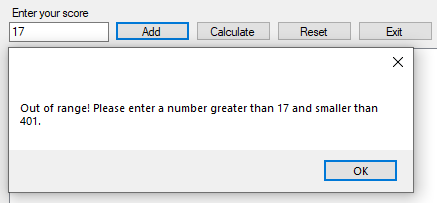 Enter your score
17 Add Calculate Reset Exit
Out of range! Please enter a number greater than 17 and smaller than
401.
OK